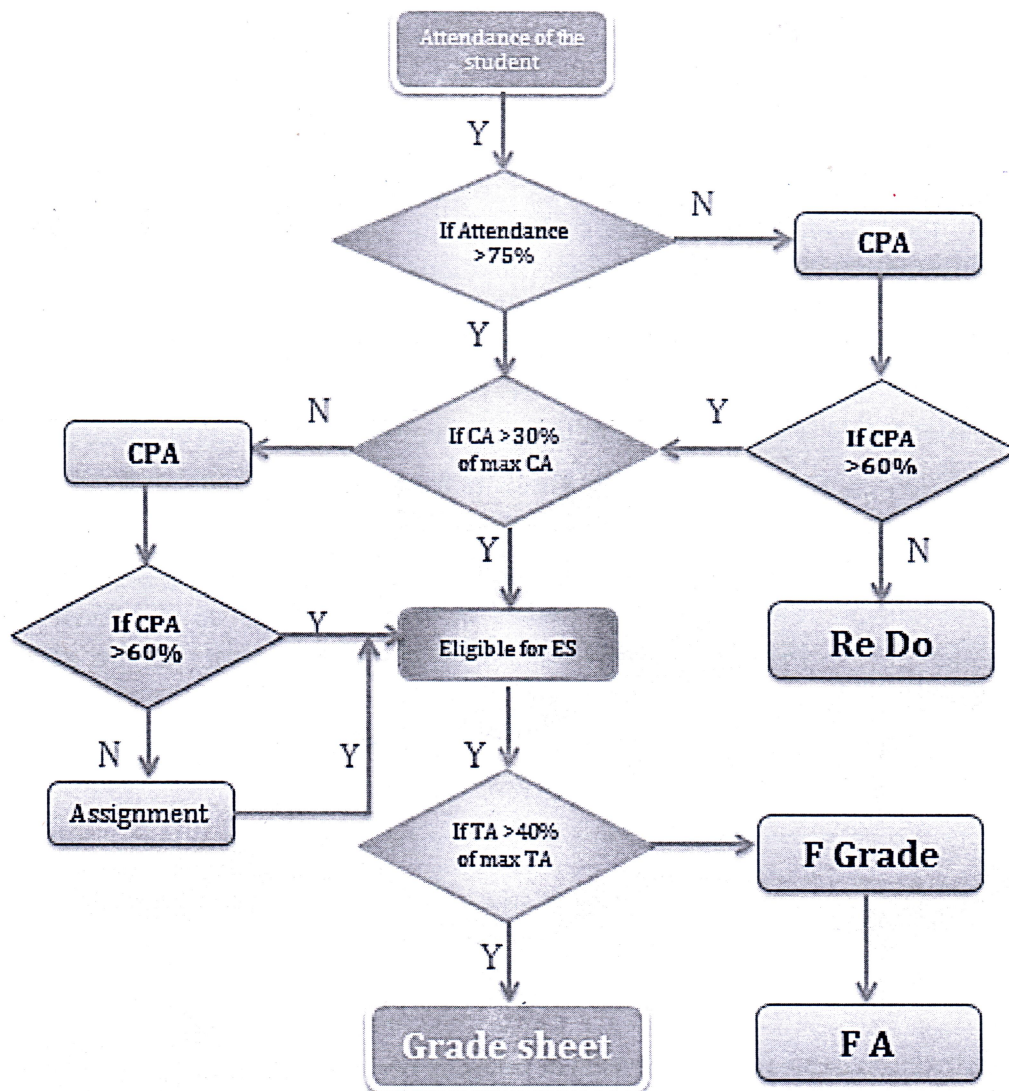 Attendance of the
student
Y
If Attendance
>75%
N
CPA
Y
If CA >30%
of max CA
N
CPA
Y
If CPA
>60%
N
Re Do
Y
If CPA
>60%
Y
Eligible for ES
N
Y
Assignment
Y
If TA >40%
of max TA
F Grade
Y
Grade sheet
F A